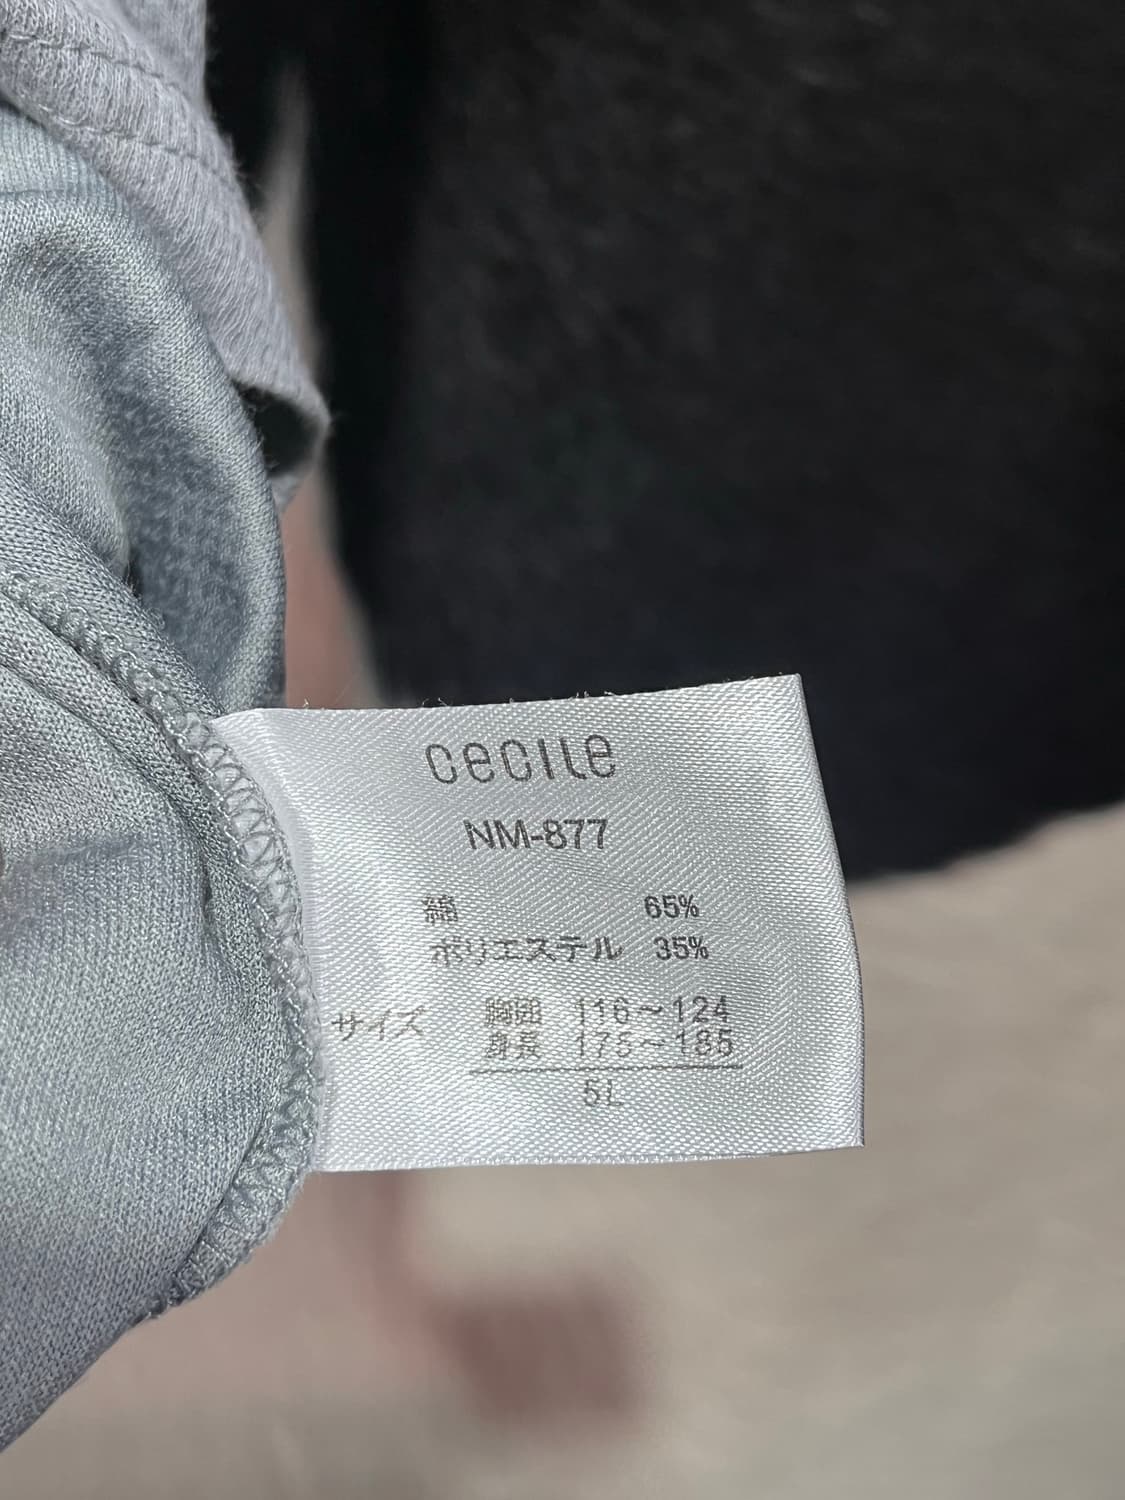 cecile
NM-877
綿 65%
ポリエステル 35%
サイズ 胸囲 116～124
身長 175～185
5L